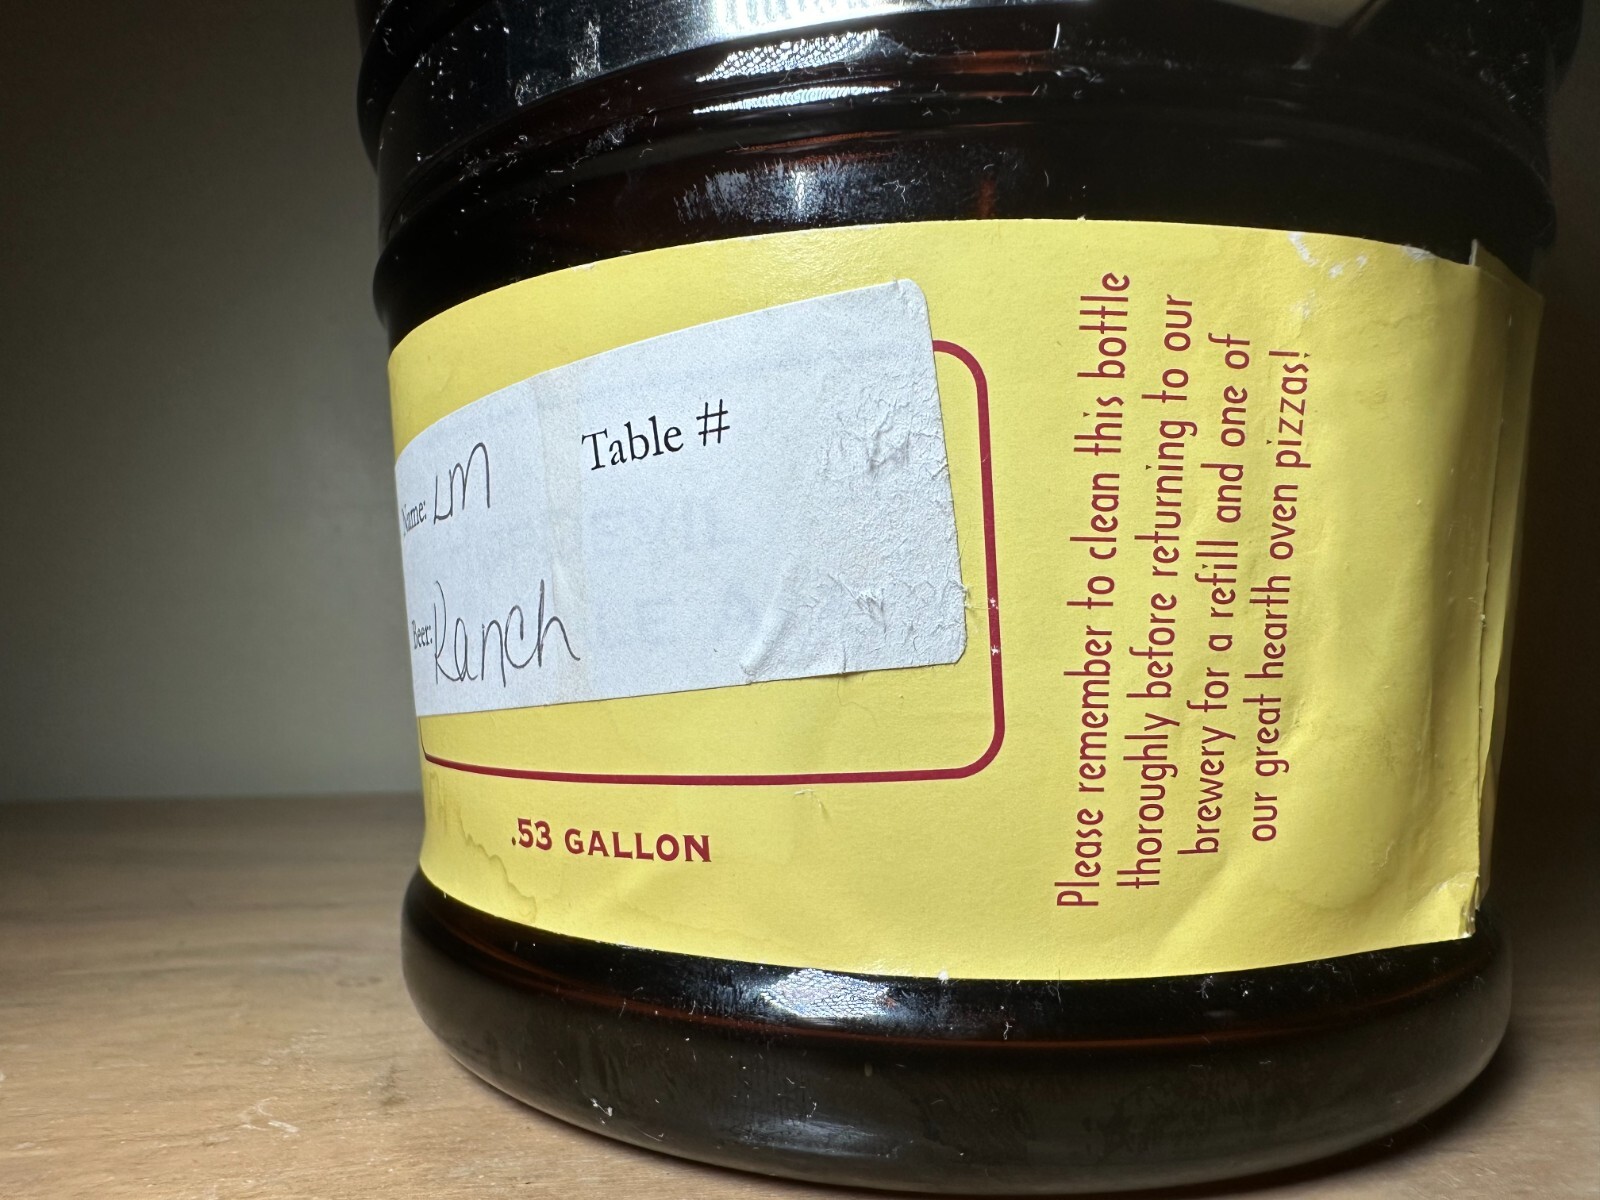 Name: LM
Table #
Beer: Ranch
.53 GALLON
Please remember to clean this bottle
thoroughly before returning to our
brewery for a refill and one of
our great hearth oven pizzas!